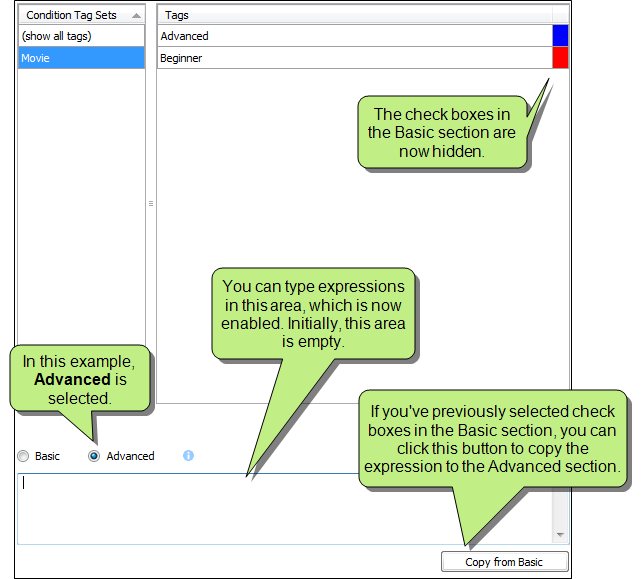 Condition Tag Sets
Tags
(show all tags)
Advanced
Movie
Beginner
The check boxes in
the Basic section are
now hidden.
You can type expressions
in this area, which is now
enabled. Initially, this area
is empty.
In this example,
Advanced is
selected.
If you've previously selected check
boxes in the Basic section, you can
click this button to copy the
expression to the Advanced section.
Basic
Advanced
Copy from Basic